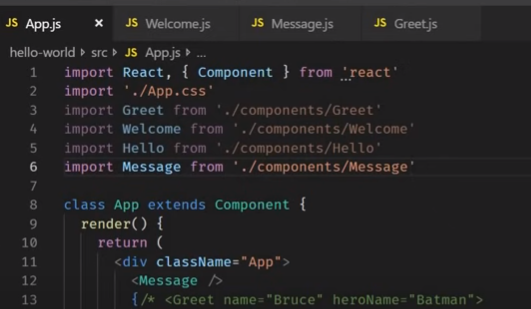 JS App.js × JS Welcome.js JS Message.js JS Greet.js
hello-world > src > JS App.js > ...
1 import React, { Component } from 'react'
2 import './App.css'
3 import Greet from './components/Greet'
4 import Welcome from './components/Welcome'
5 import Hello from './components/Hello'
6 import Message from './components/Message'
7
8 class App extends Component {
9 render() {
10 return (
11 <div className="App">
12 <Message />
13 {/* <Greet name="Bruce" heroName="Batman">